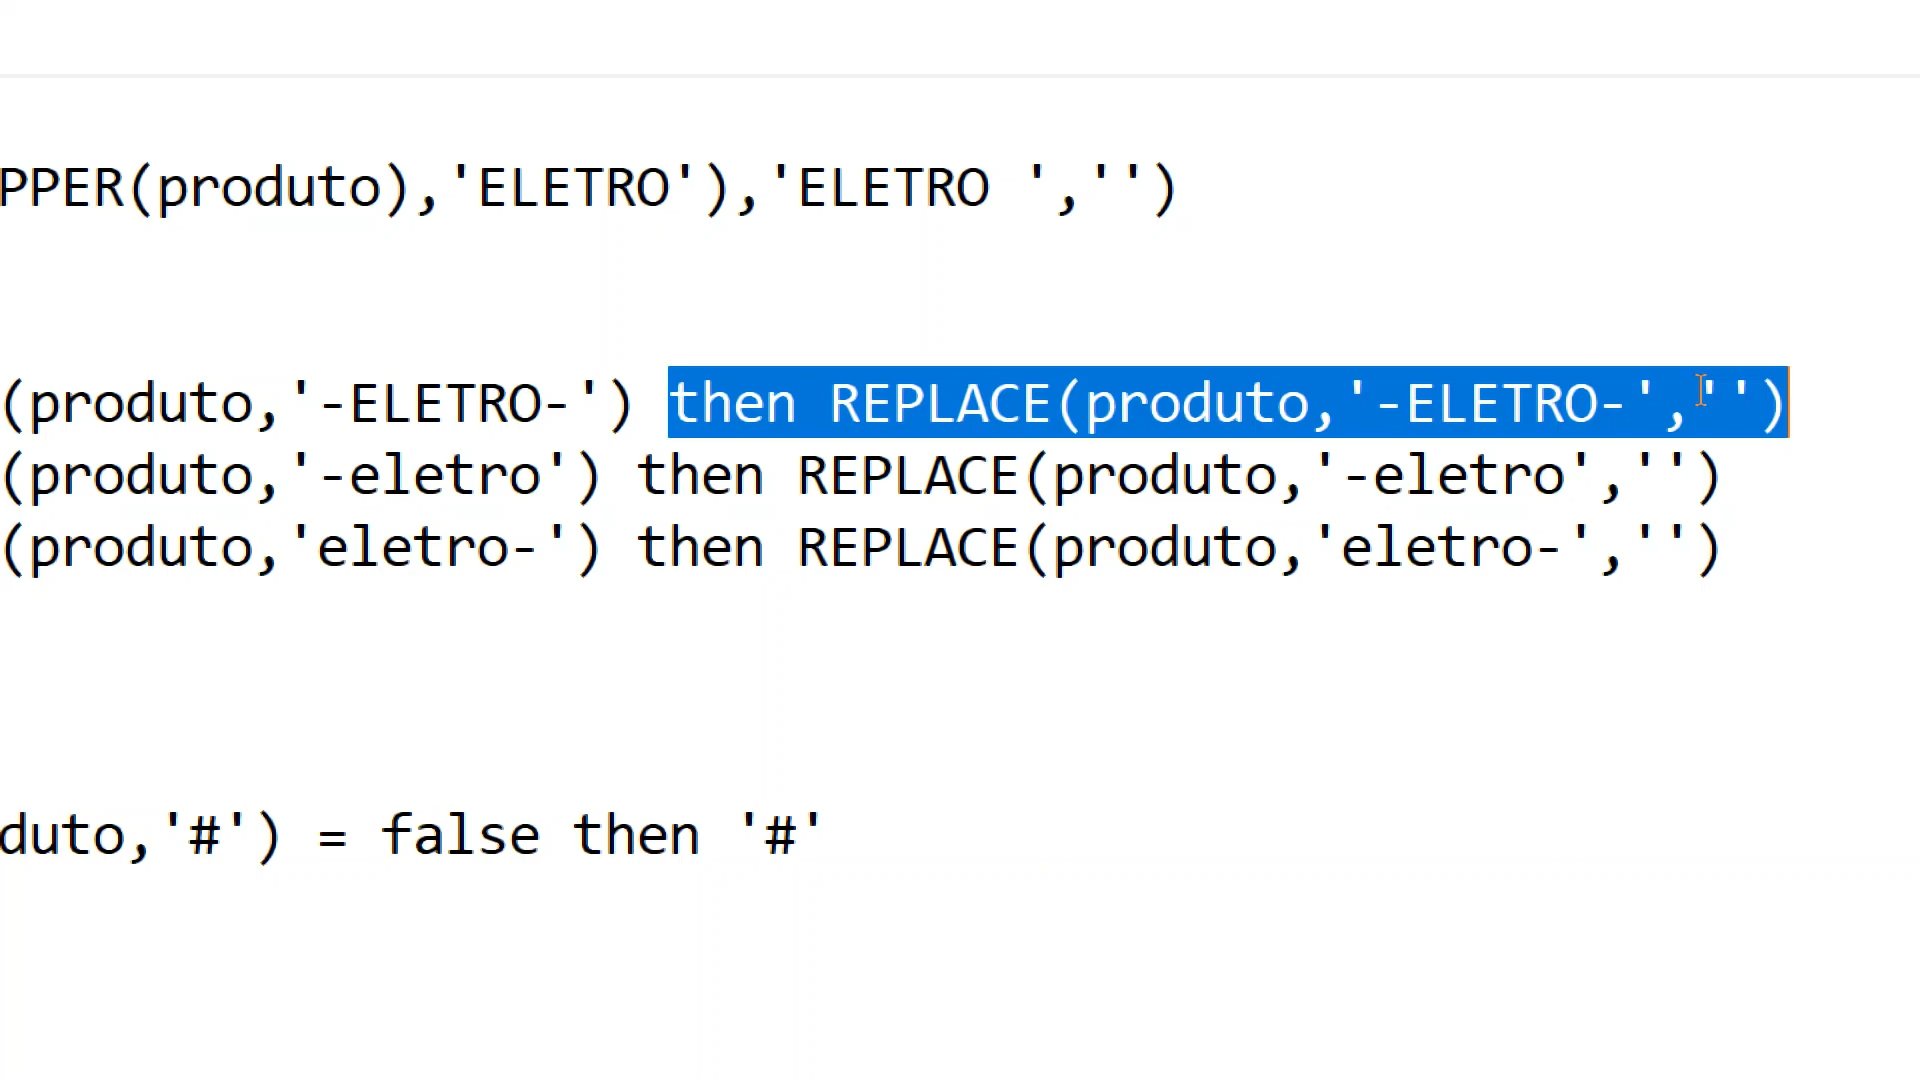 PPER(produto),'ELETRO'),'ELETRO ','')
(produto,'-ELETRO-') then REPLACE(produto,'-ELETRO-','')
(produto,'-eletro') then REPLACE(produto,'-eletro','')
(produto,'eletro-') then REPLACE(produto,'eletro-','')
duto,'#') = false then '#'